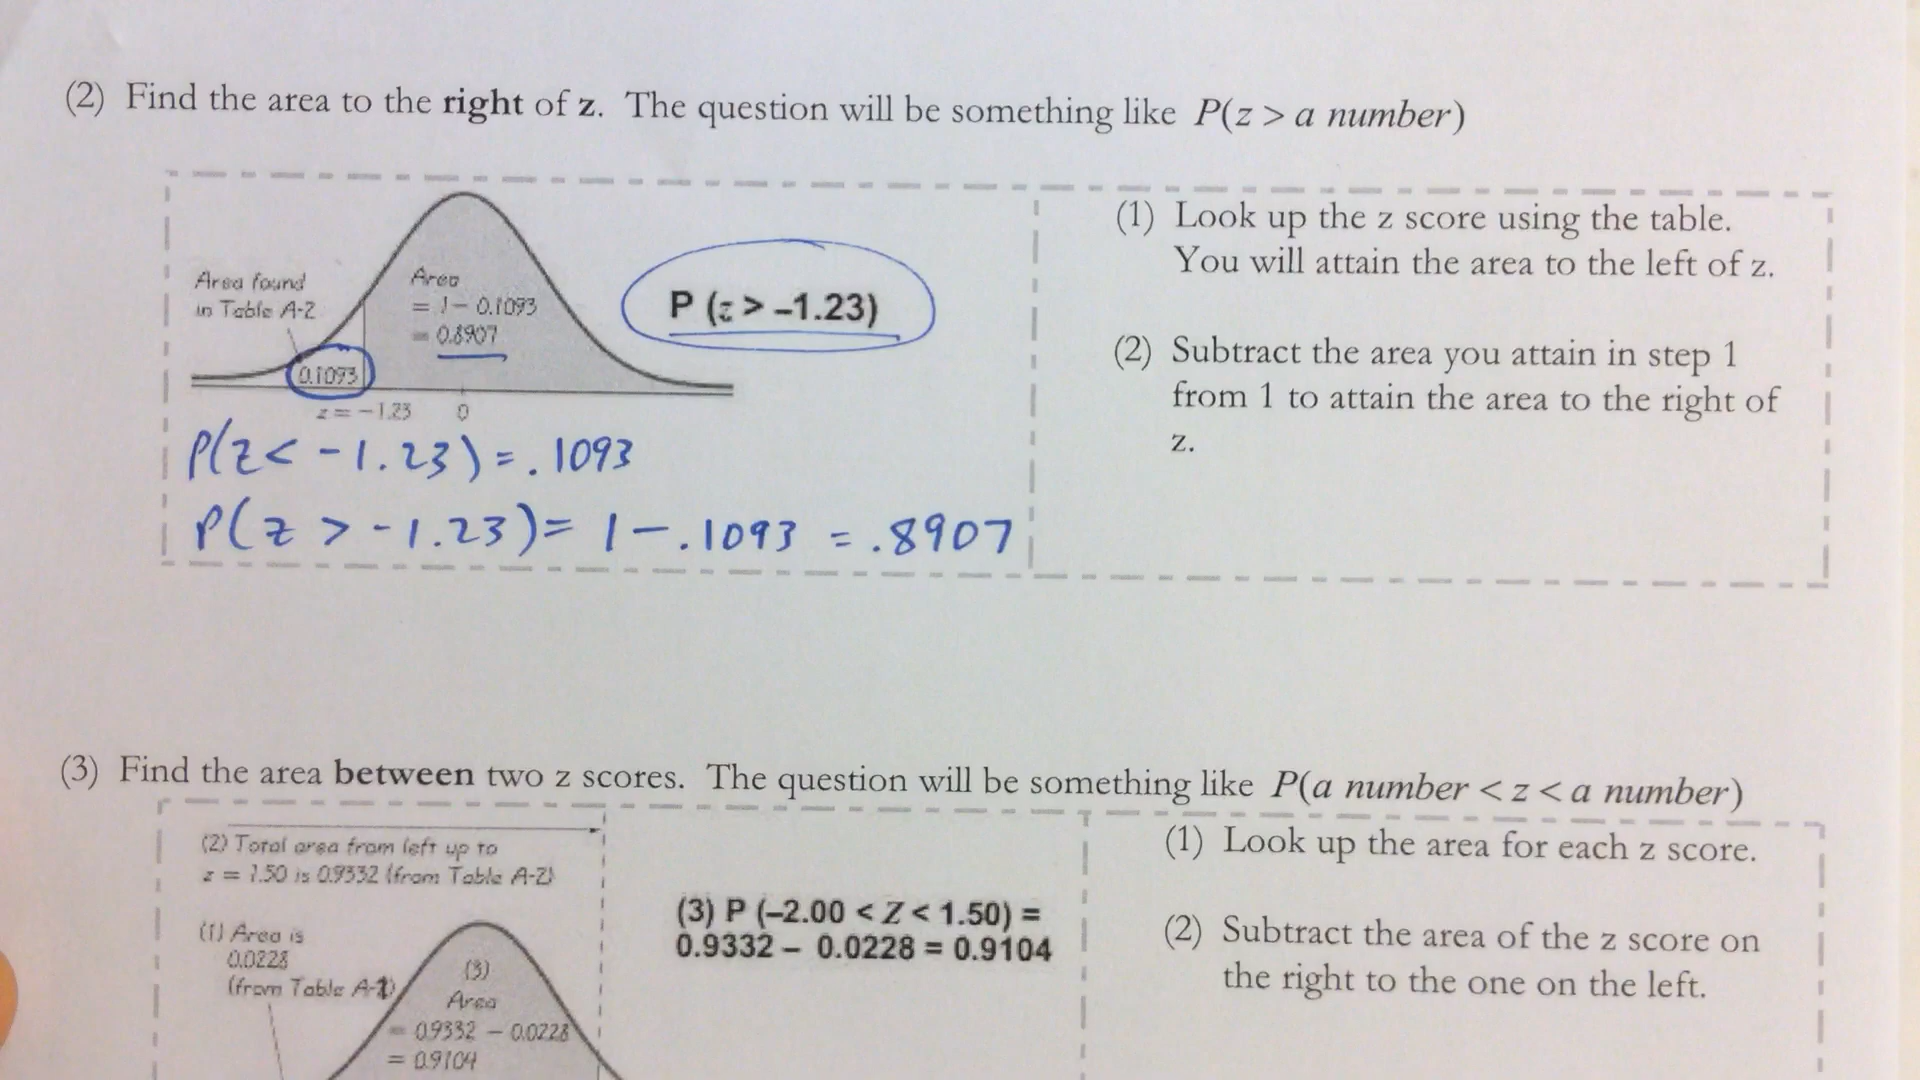 (2) Find the area to the right of z. The question will be something like P(z > a number)
Area found
in Table A-2
0.1093
Area
= 1 - 0.1093
= 0.8907
z = -1.23
0
P (z > -1.23)
P(z < -1.23) = .1093
P(z > -1.23) = 1 - .1093 = .8907
(1) Look up the z score using the table.
You will attain the area to the left of z.
(2) Subtract the area you attain in step 1
from 1 to attain the area to the right of
z.
(3) Find the area between two z scores. The question will be something like P(a number < z < a number)
(2) Total area from left up to
z = 1.50 is 0.9332 (from Table A-2)
(1) Area is
0.0228
(from Table A-2)
(3)
Area
= 0.9332 - 0.0228
= 0.9104
(3) P (-2.00 < Z < 1.50) =
0.9332 - 0.0228 = 0.9104
(1) Look up the area for each z score.
(2) Subtract the area of the z score on
the right to the one on the left.